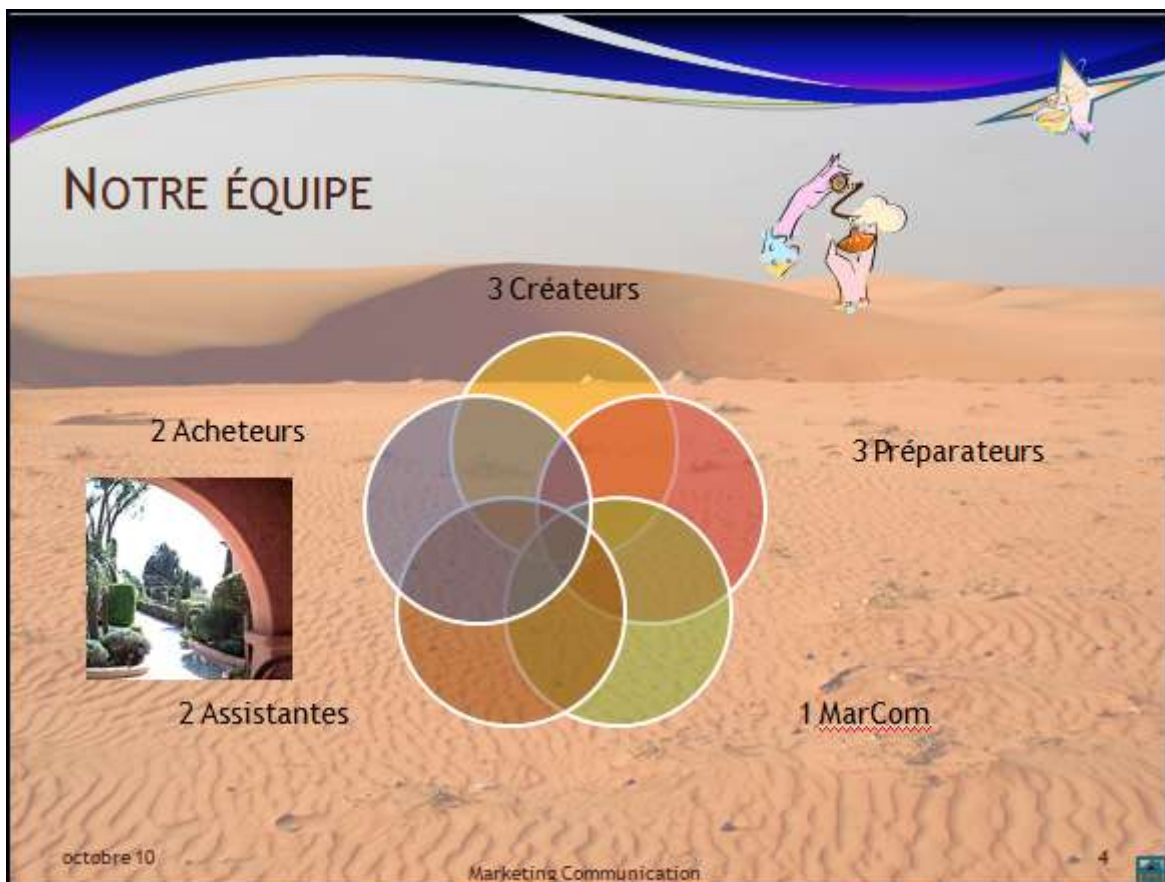 NOTRE ÉQUIPE
3 Créateurs
2 Acheteurs
3 Préparateurs
2 Assistantes
1 MarCom
octobre 10
Marketing Communication
4